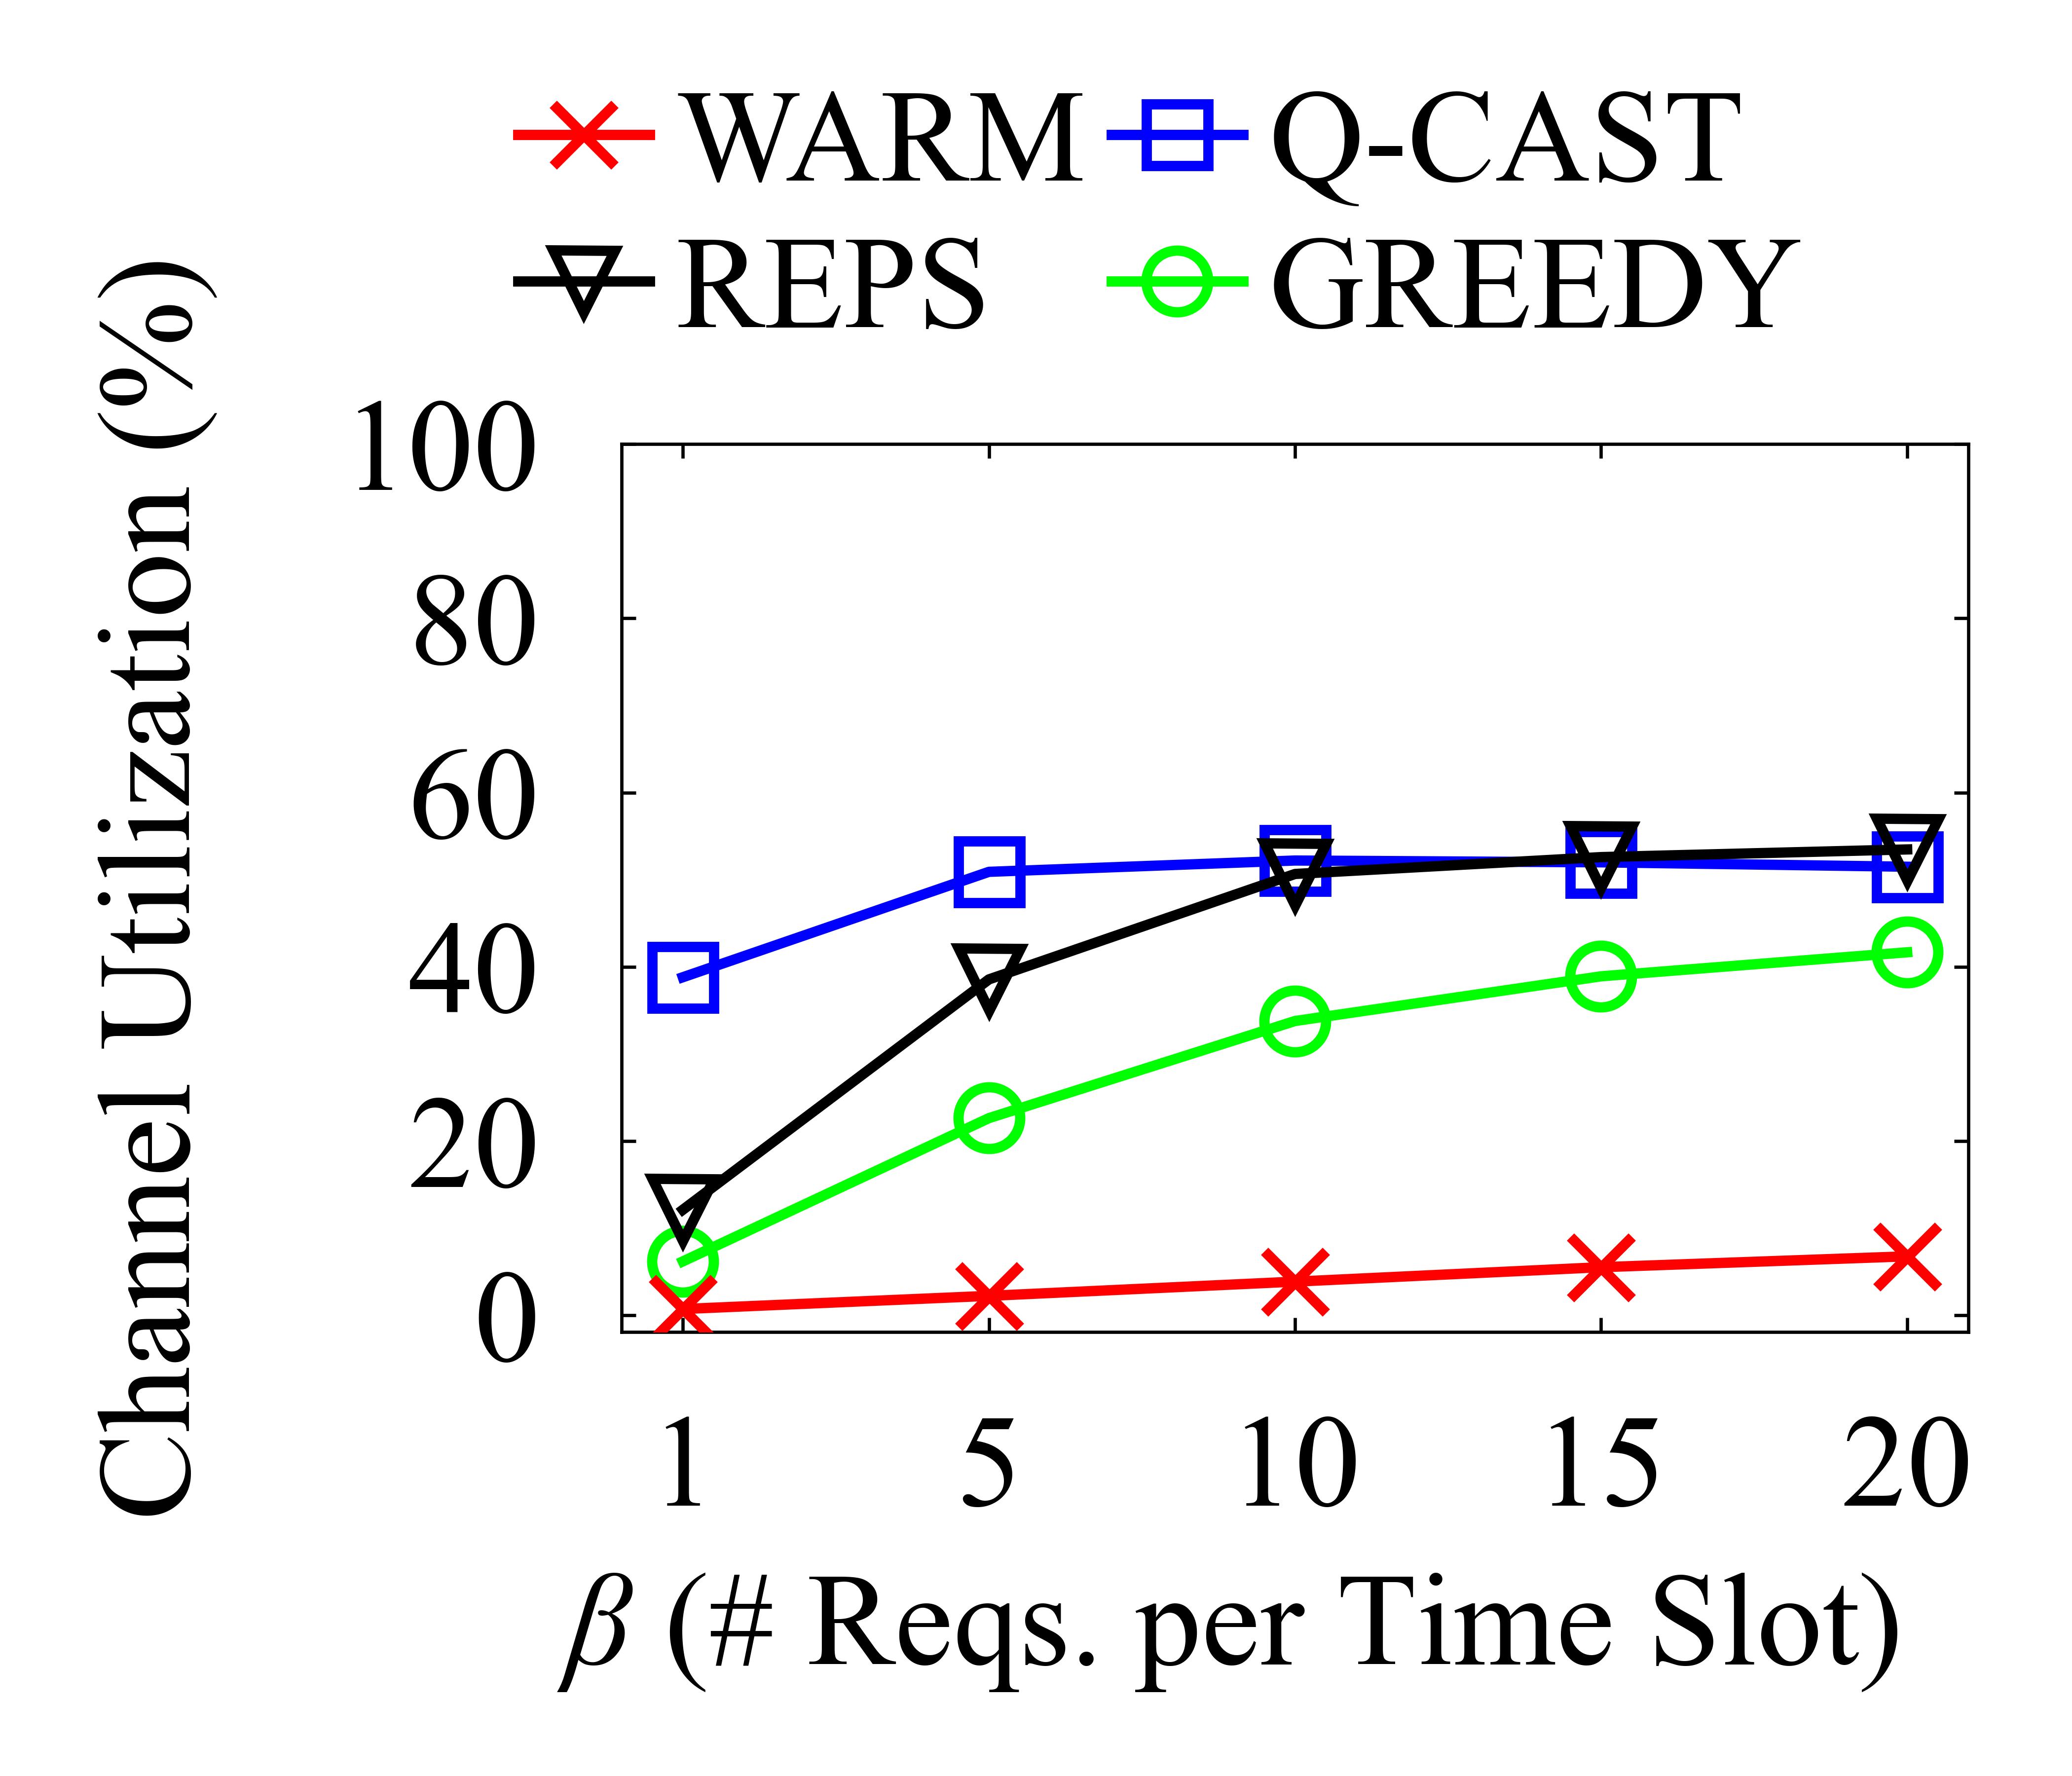 WARM Q-CAST
REPS GREEDY
Channel Utilization (%)
100
80
60
40
20
0
1 5 10 15 20
β (# Reqs. per Time Slot)